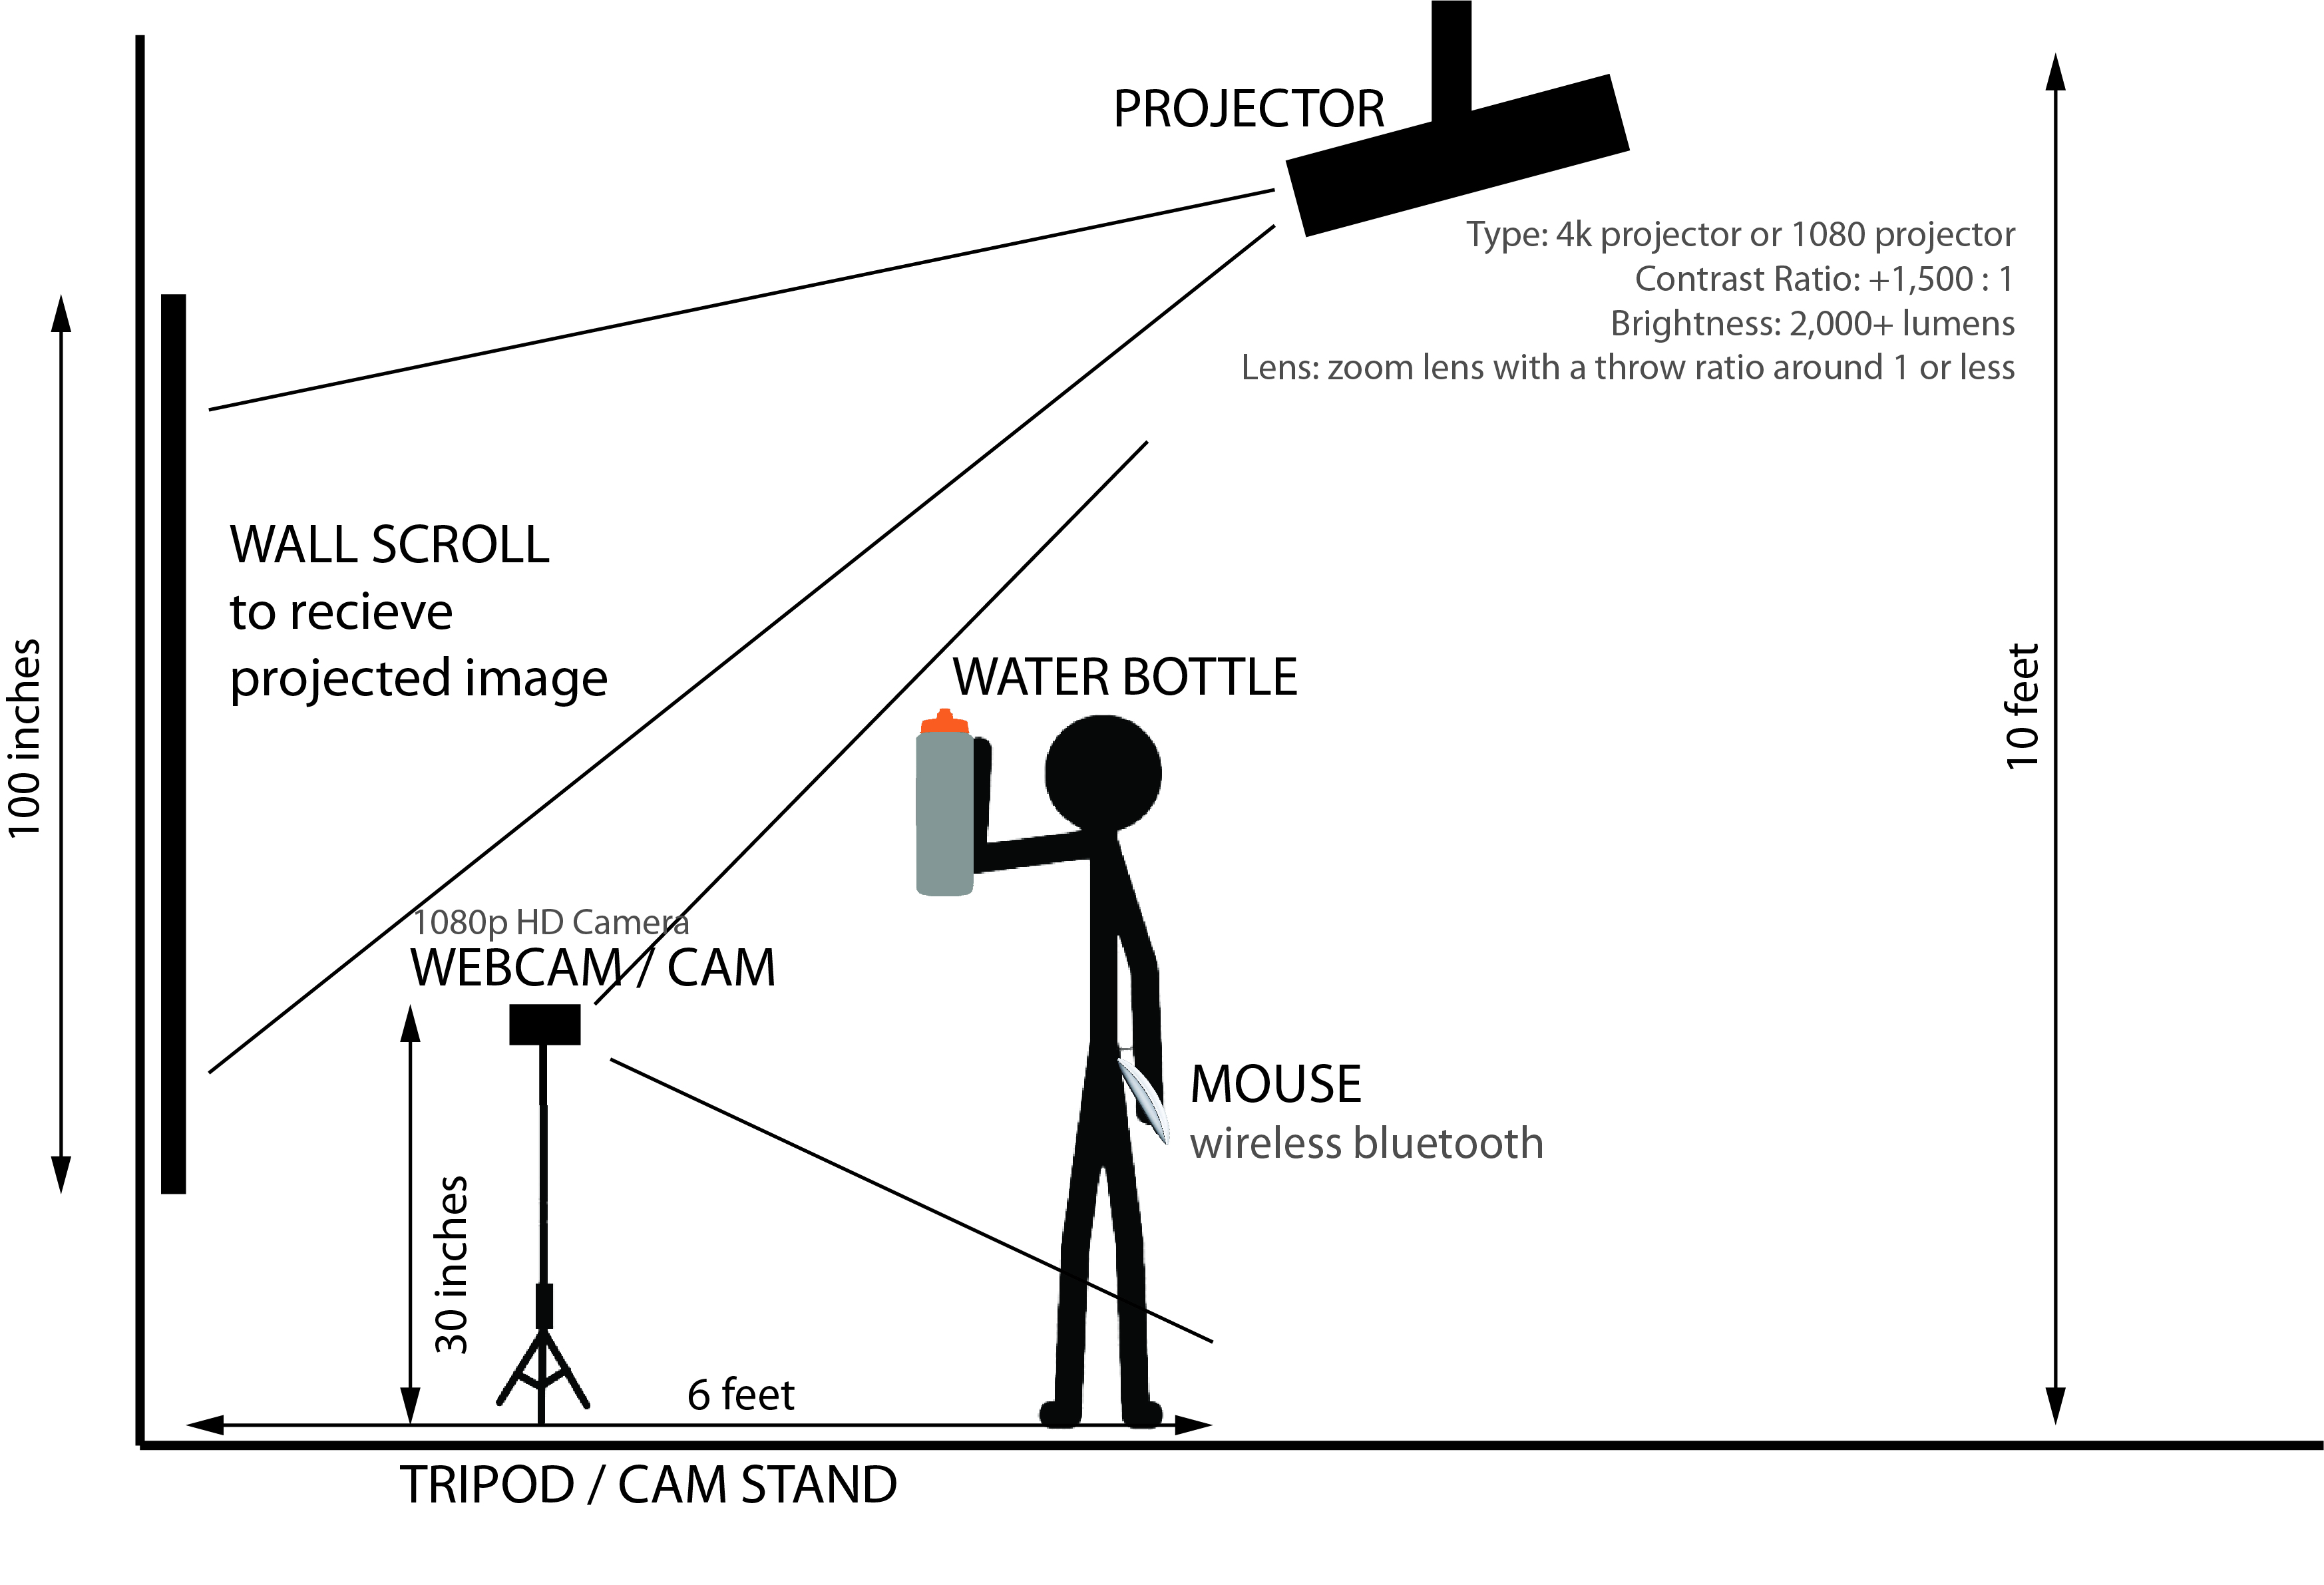 PROJECTOR
Type: 4k projector or 1080 projector
Contrast Ratio: +1,500 : 1
Brightness: 2,000+ lumens
Lens: zoom lens with a throw ratio around 1 or less
WALL SCROLL
to recieve
projected image
100 inches
10 feet
WATER BOTTLE
1080p HD Camera
WEBCAM / CAM
MOUSE
wireless bluetooth
30 inches
6 feet
TRIPOD / CAM STAND